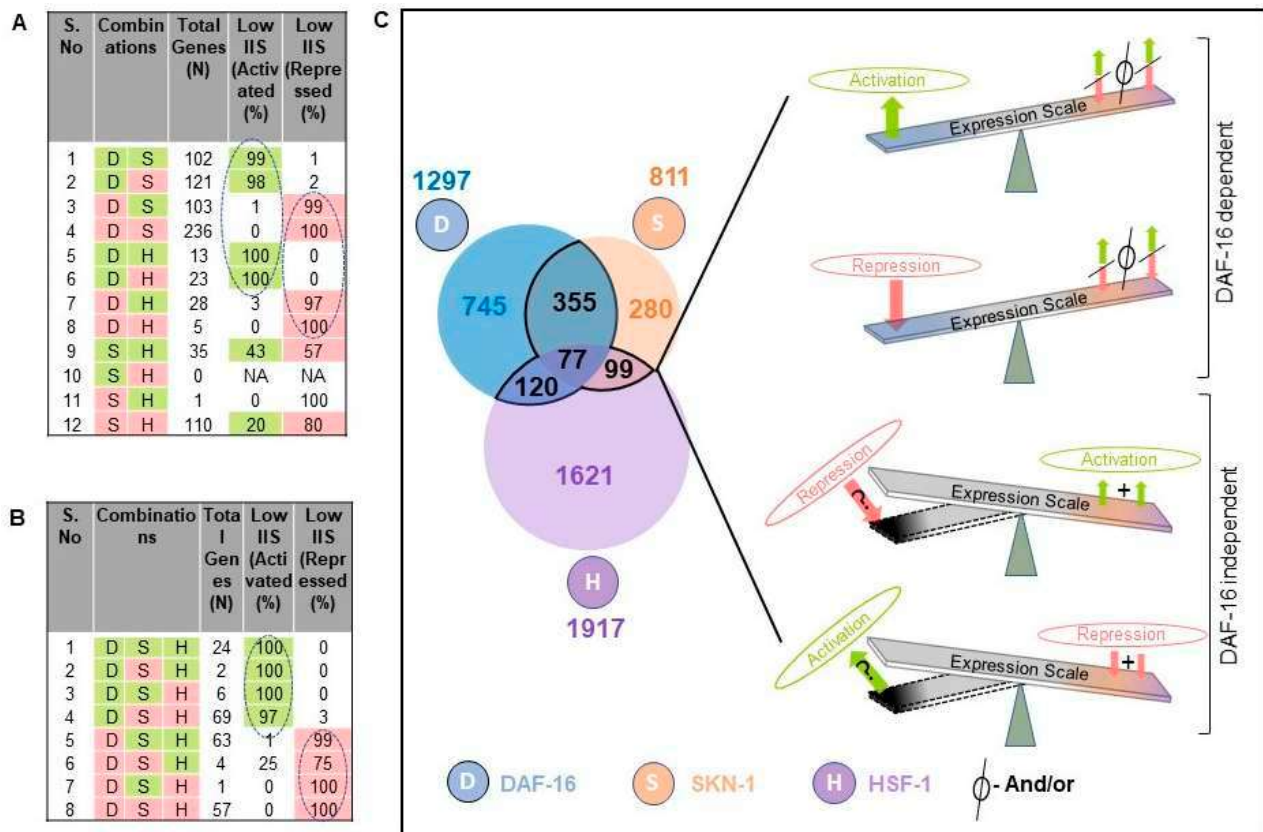 A
S. No Combin ations Total Genes (N) Low IIS (Activ ated (%) Low IIS (Repre ssed (%)
1 D S 102 99 1
2 D S 121 98 2
3 D S 103 1 99
4 D S 236 0 100
5 D H 13 100 0
6 D H 23 100 0
7 D H 28 3 97
8 D H 5 0 100
9 S H 35 43 57
10 S H 0 NA NA
11 S H 1 0 100
12 S H 110 20 80
B
S. No Combinatio ns Tota l Gen es (N) Low IIS (Acti vated (%) Low IIS (Repr essed (%)
1 D S H 24 100 0
2 D S H 2 100 0
3 D S H 6 100 0
4 D S H 69 97 3
5 D S H 63 1 99
6 D S H 4 25 75
7 D S H 1 0 100
8 D S H 57 0 100
C
1297
D
811
S
745
355
280
77
120
99
1621
H
1917
Activation
Expression Scale
Repression
Expression Scale
DAF-16 dependent
Repression
?
Activation
+
Expression Scale
Activation
?
Repression
+
Expression Scale
DAF-16 independent
D DAF-16
S SKN-1
H HSF-1
ϕ - And/or